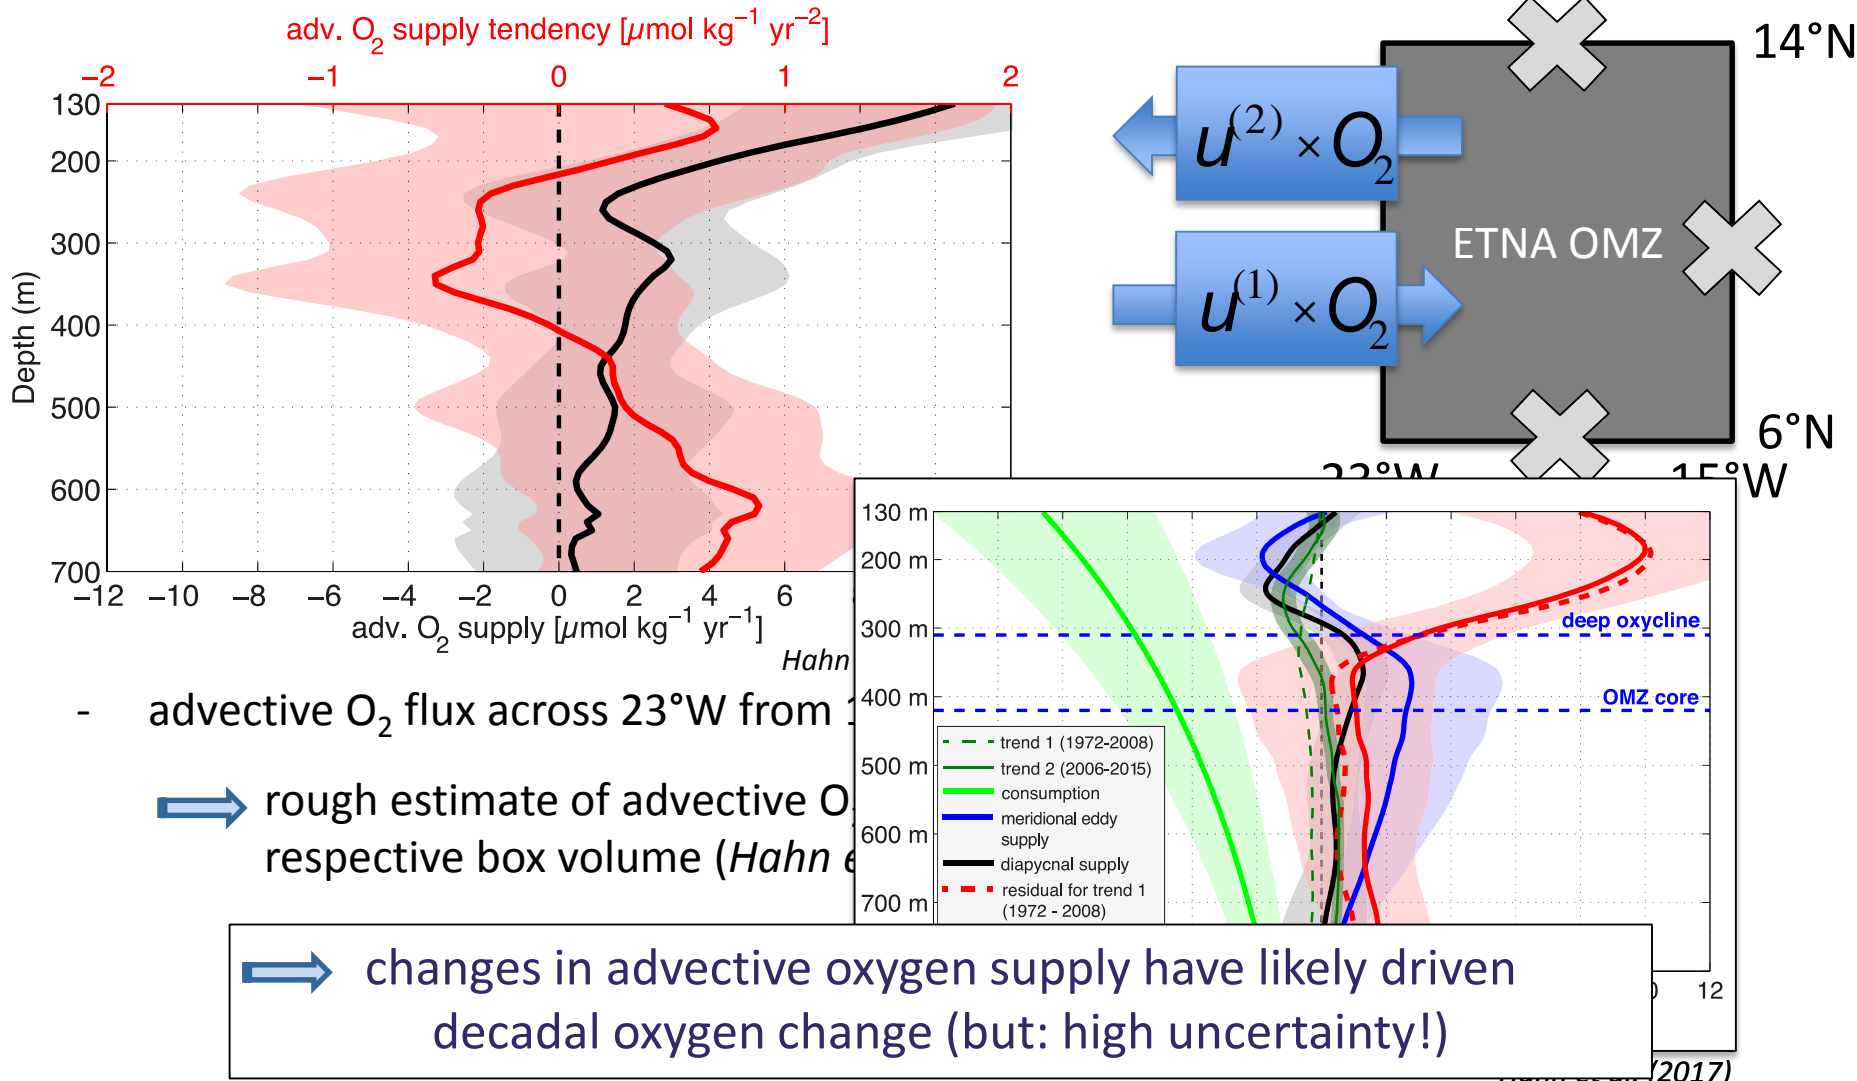 adv. O2 supply tendency [µmol kg−1 yr−2]
−2 −1 0 1 2
130
200
300
400
500
600
700
Depth (m)
−12 −10 −8 −6 −4 −2 0 2 4 6
adv. O2 supply [µmol kg−1 yr−1]
Hahn
14°N
u(2) × O2
ETNA OMZ
u(1) × O2
6°N
23°W 15°W
- advective O2 flux across 23°W from
rough estimate of advective
respective box volume (Hahn
130 m
200 m
300 m
400 m
500 m
600 m
700 m
deep oxycline
OMZ core
trend 1 (1972-2008)
trend 2 (2006-2015)
consumption
meridional eddy
supply
diapycnal supply
residual for trend 1
(1972 - 2008)
12
changes in advective oxygen supply have likely driven
decadal oxygen change (but: high uncertainty!)
Hahn et al. (2017)